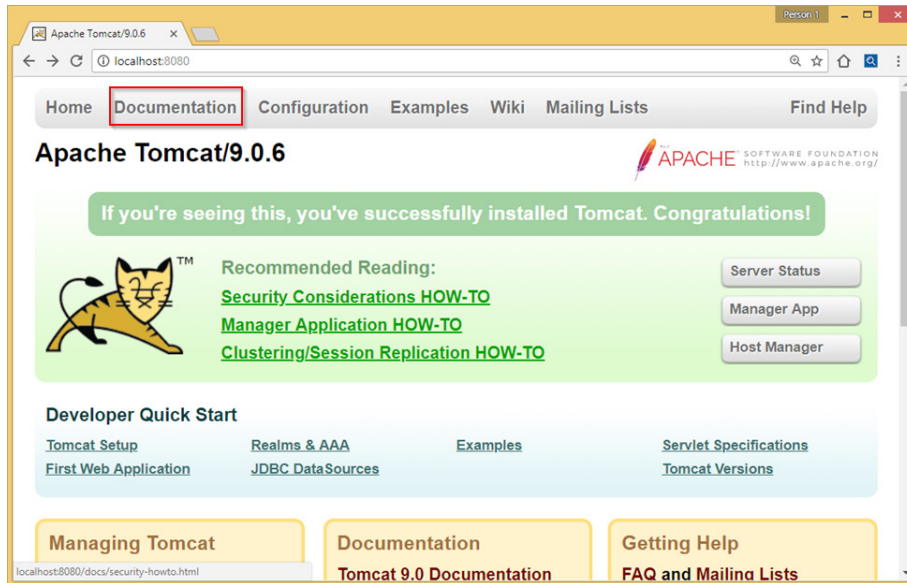 Person 1
Apache Tomcat/9.0.6
localhost:8080
Home Documentation Configuration Examples Wiki Mailing Lists Find Help
Apache Tomcat/9.0.6
APACHE SOFTWARE FOUNDATION
http://www.apache.org/
If you're seeing this, you've successfully installed Tomcat. Congratulations!
TM
Recommended Reading:
Security Considerations HOW-TO
Manager Application HOW-TO
Clustering/Session Replication HOW-TO
Server Status
Manager App
Host Manager
Developer Quick Start
Tomcat Setup Realms & AAA Examples Servlet Specifications
First Web Application JDBC DataSources Tomcat Versions
Managing Tomcat Documentation Getting Help
Tomcat 9.0 Documentation FAQ and Mailing Lists
localhost:8080/docs/security-howto.html